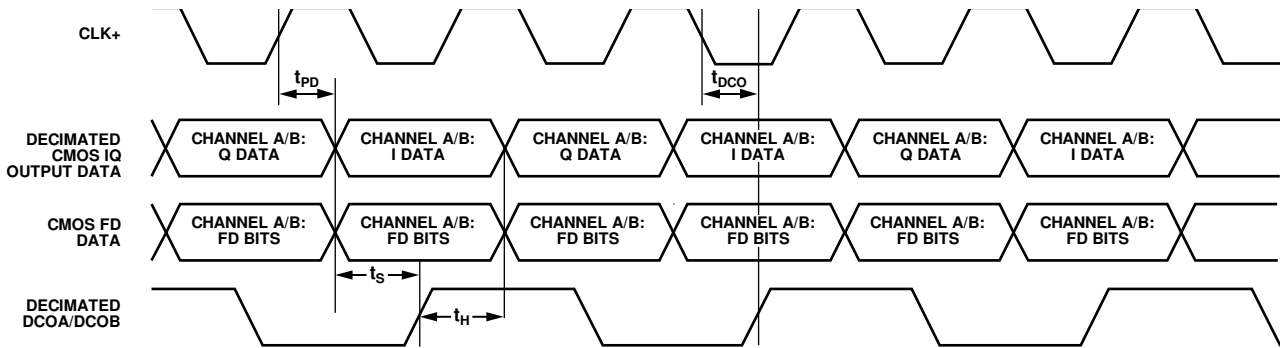 CLK+
tPD
tDCO
DECIMATED
CMOS IQ
OUTPUT DATA
CHANNEL A/B:
Q DATA
CHANNEL A/B:
I DATA
CHANNEL A/B:
Q DATA
CHANNEL A/B:
I DATA
CHANNEL A/B:
Q DATA
CHANNEL A/B:
I DATA
CMOS FD
DATA
CHANNEL A/B:
FD BITS
CHANNEL A/B:
FD BITS
CHANNEL A/B:
FD BITS
CHANNEL A/B:
FD BITS
CHANNEL A/B:
FD BITS
CHANNEL A/B:
FD BITS
tS
tH
DECIMATED
DCOA/DCOB